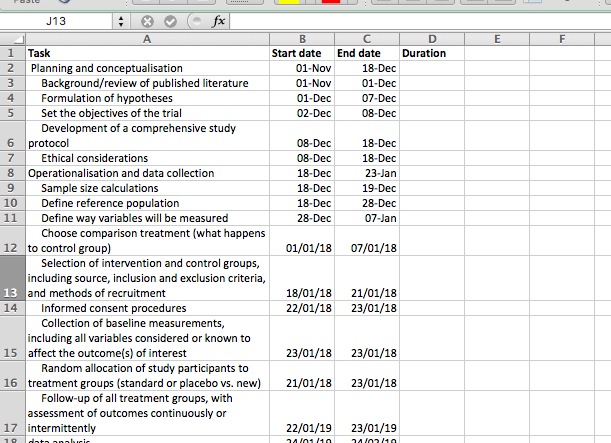 Paste
J13
fx
A B C D E F
1 Task Start date End date Duration
2 Planning and conceptualisation 01-Nov 18-Dec
3 Background/review of published literature 01-Nov 01-Dec
4 Formulation of hypotheses 01-Dec 07-Dec
5 Set the objectives of the trial 02-Dec 08-Dec
Development of a comprehensive study
6 protocol 08-Dec 18-Dec
7 Ethical considerations 08-Dec 18-Dec
8 Operationalisation and data collection 18-Dec 23-Jan
9 Sample size calculations 18-Dec 19-Dec
10 Define reference population 18-Dec 28-Dec
11 Define way variables will be measured 28-Dec 07-Jan
Choose comparison treatment (what happens
12 to control group) 01/01/18 07/01/18
Selection of intervention and control groups,
including source, inclusion and exclusion criteria,
13 and methods of recruitment 18/01/18 21/01/18
14 Informed consent procedures 22/01/18 23/01/18
Collection of baseline measurements,
including all variables considered or known to
15 affect the outcome(s) of interest 23/01/18 23/01/18
Random allocation of study participants to
16 treatment groups (standard or placebo vs. new) 21/01/18 23/01/18
Follow-up of all treatment groups, with
assessment of outcomes continuously or
17 intermittently 22/01/19 23/01/19
18 data analysis 24/01/19 24/02/19